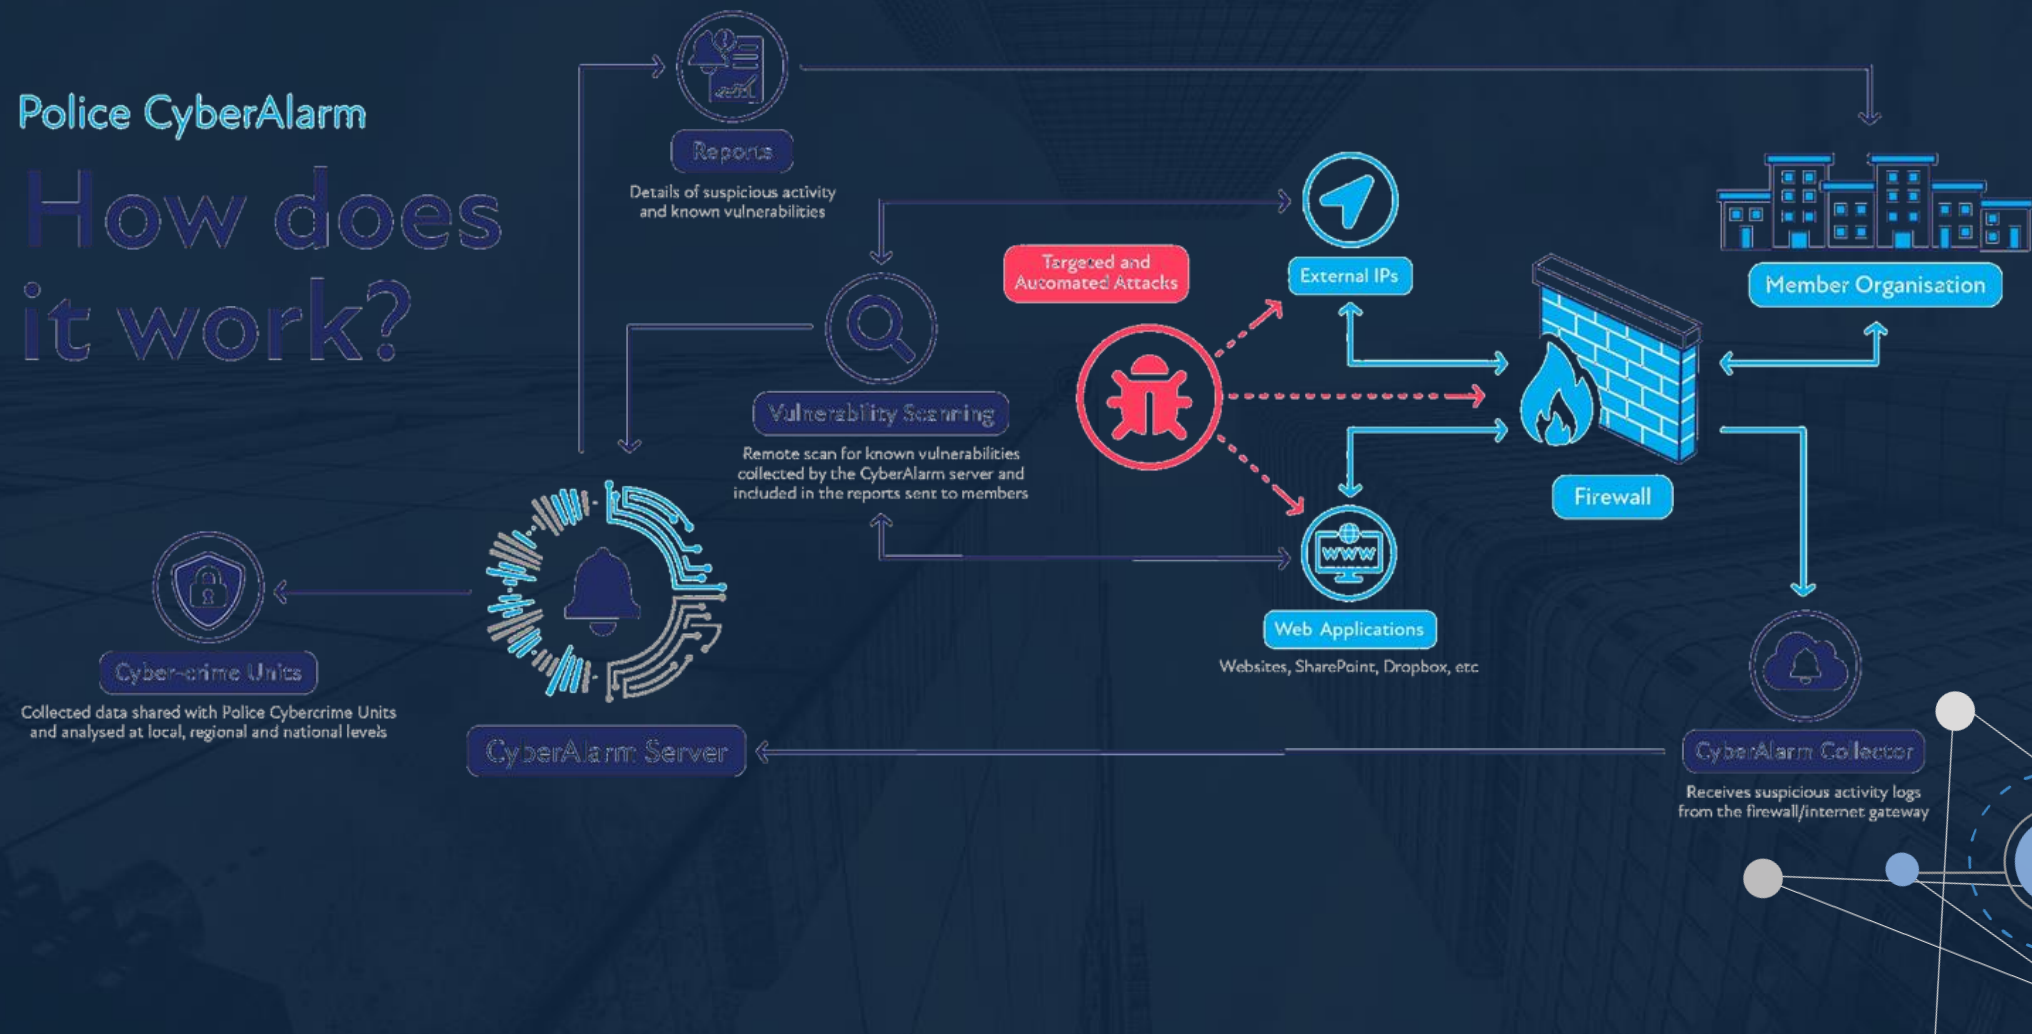 Police CyberAlarm
How does
it work?
Reports
Details of suspicious activity
and known vulnerabilities
Targeted and
Automated Attacks
External IPs
Member Organisation
Vulnerability Scanning
Remote scan for known vulnerabilities
collected by the CyberAlarm server and
included in the reports sent to members
Firewall
www
Web Applications
Websites, SharePoint, Dropbox, etc
Cyber-crime Units
Collected data shared with Police Cybercrime Units
and analysed at local, regional and national levels
CyberAlarm Server
CyberAlarm Collector
Receives suspicious activity logs
from the firewall/internet gateway